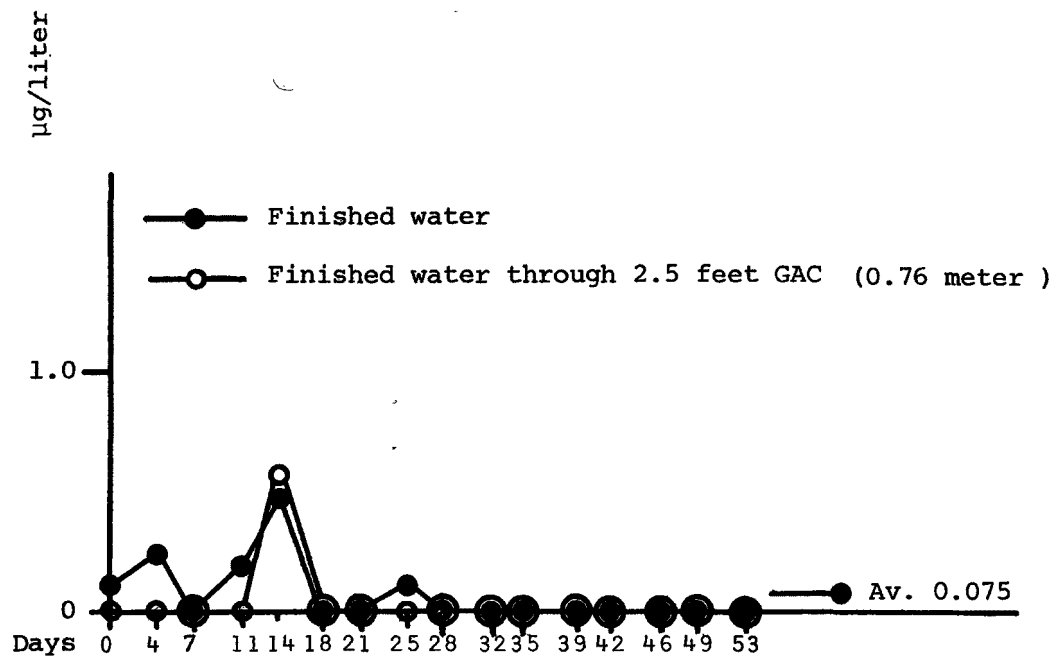 µg/liter
Finished water
Finished water through 2.5 feet GAC (0.76 meter )
1.0
0
Av. 0.075
Days 0 4 7 11 14 18 21 25 28 32 35 39 42 46 49 53